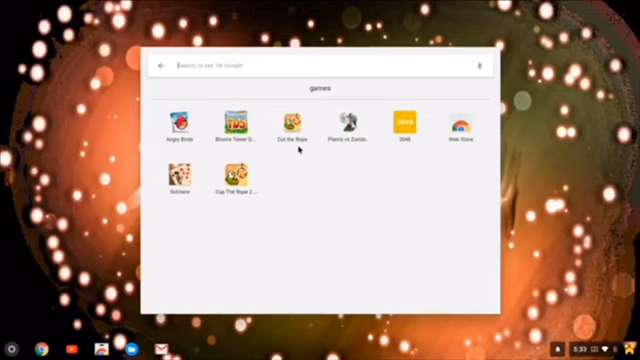 Search, or say "Ok Google"
games
Angry Birds
Bloons Tower D...
Cut the Rope
Plants vs Zombi...
2048
2048
Web Store
Solitaire
Cup The Rope 2 ...
5:33